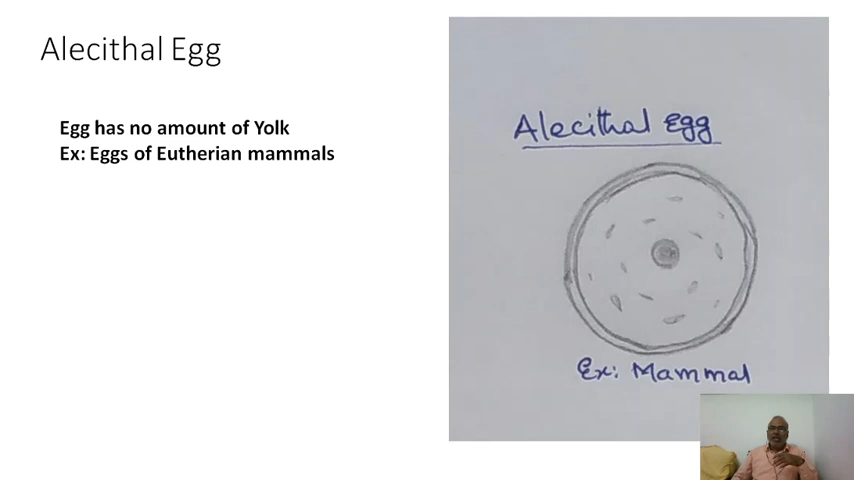 Alecithal Egg
Egg has no amount of Yolk
Ex: Eggs of Eutherian mammals
Alecithal Egg
Ex: Mammal